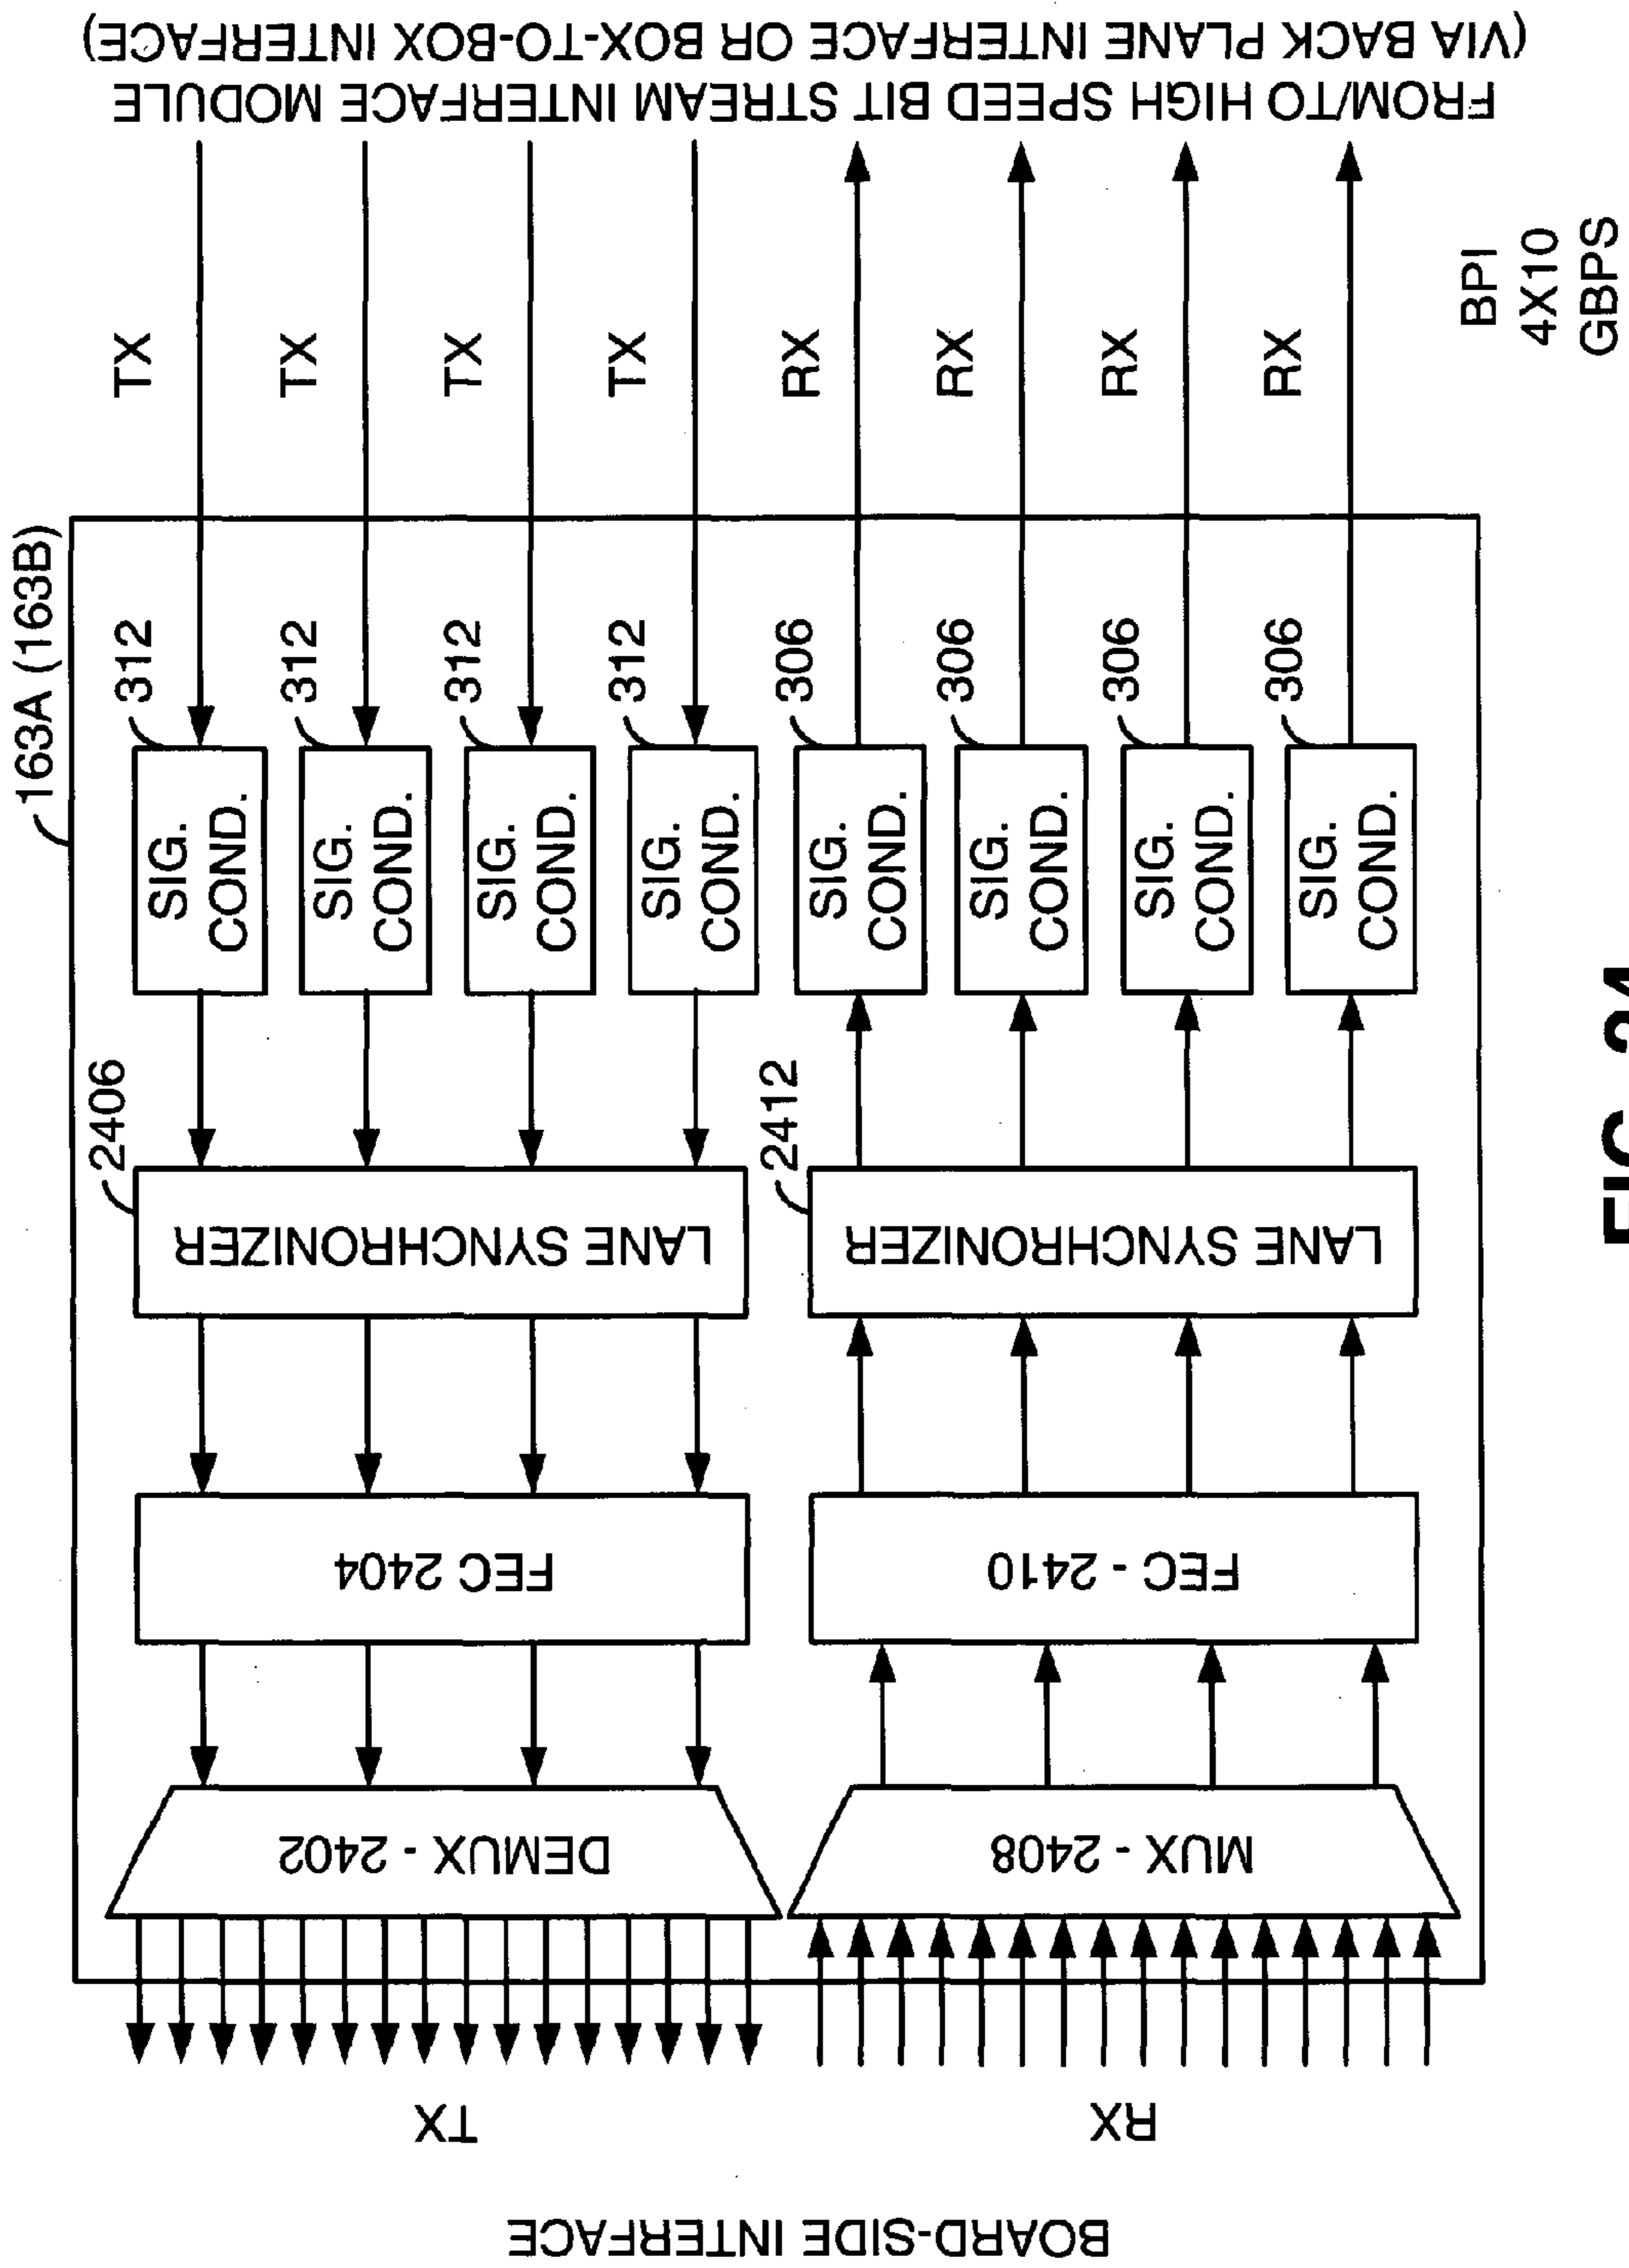 163A (163B)
BOARD-SIDE INTERFACE
TX
DEMUX - 2402
FEC 2404
LANE SYNCHRONIZER
2406
SIG.
COND.
312
TX
SIG.
COND.
312
TX
SIG.
COND.
312
TX
SIG.
COND.
312
TX
RX
MUX - 2408
FEC - 2410
LANE SYNCHRONIZER
2412
SIG.
COND.
306
RX
SIG.
COND.
306
RX
SIG.
COND.
306
RX
SIG.
COND.
306
RX
FROM/TO HIGH SPEED BIT STREAM INTERFACE MODULE
(VIA BACK PLANE INTERFACE OR BOX-TO-BOX INTERFACE)
BPI
4X10
GBPS
FIG. 24